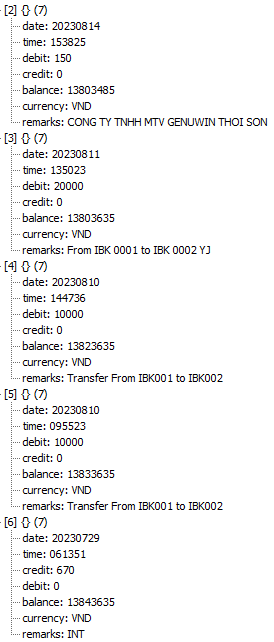 [2] {} (7)
date: 20230814
time: 153825
debit: 150
credit: 0
balance: 13803485
currency: VND
remarks: CONG TY TNHH MTV GENUWIN THOI SON
[3] {} (7)
date: 20230811
time: 135023
debit: 20000
credit: 0
balance: 13803635
currency: VND
remarks: From IBK 0001 to IBK 0002 YJ
[4] {} (7)
date: 20230810
time: 144736
debit: 10000
credit: 0
balance: 13823635
currency: VND
remarks: Transfer From IBK001 to IBK002
[5] {} (7)
date: 20230810
time: 095523
debit: 10000
credit: 0
balance: 13833635
currency: VND
remarks: Transfer From IBK001 to IBK002
[6] {} (7)
date: 20230729
time: 061351
credit: 670
debit: 0
balance: 13843635
currency: VND
remarks: INT